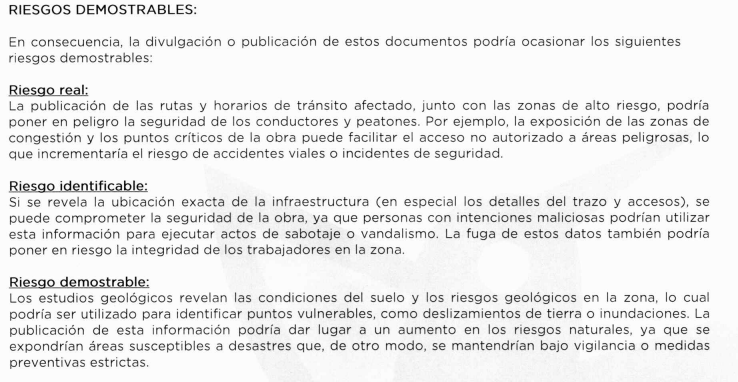 RIESGOS DEMOSTRABLES:
En consecuencia, la divulgación o publicación de estos documentos podría ocasionar los siguientes
riesgos demostrables:
Riesgo real:
La publicación de las rutas y horarios de tránsito afectado, junto con las zonas de alto riesgo, podría
poner en peligro la seguridad de los conductores y peatones. Por ejemplo, la exposición de las zonas de
congestión y los puntos críticos de la obra puede facilitar el acceso no autorizado a áreas peligrosas, lo
que incrementaría el riesgo de accidentes viales o incidentes de seguridad.
Riesgo identificable:
Si se revela la ubicación exacta de la infraestructura (en especial los detalles del trazo y accesos), se
puede comprometer la seguridad de la obra, ya que personas con intenciones maliciosas podrían utilizar
esta información para ejecutar actos de sabotaje o vandalismo. La fuga de estos datos también podría
poner en riesgo la integridad de los trabajadores en la zona.
Riesgo demostrable:
Los estudios geológicos revelan las condiciones del suelo y los riesgos geológicos en la zona, lo cual
podría ser utilizado para identificar puntos vulnerables, como deslizamientos de tierra o inundaciones. La
publicación de esta información podría dar lugar a un aumento en los riesgos naturales, ya que se
expondrían áreas susceptibles a desastres que, de otro modo, se mantendrían bajo vigilancia o medidas
preventivas estrictas.